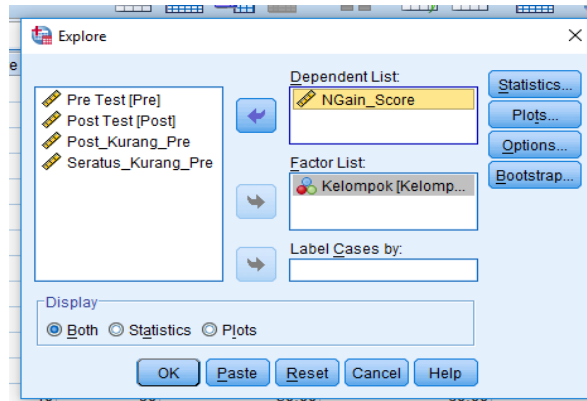 Explore
e
Pre Test [Pre]
Post Test [Post]
Post_Kurang_Pre
Seratus_Kurang_Pre
Dependent List:
NGain_Score
Factor List:
Kelompok [Kelomp...
Label Cases by:
Statistics...
Plots...
Options...
Bootstrap...
Display
Both Statistics Plots
OK Paste Reset Cancel Help